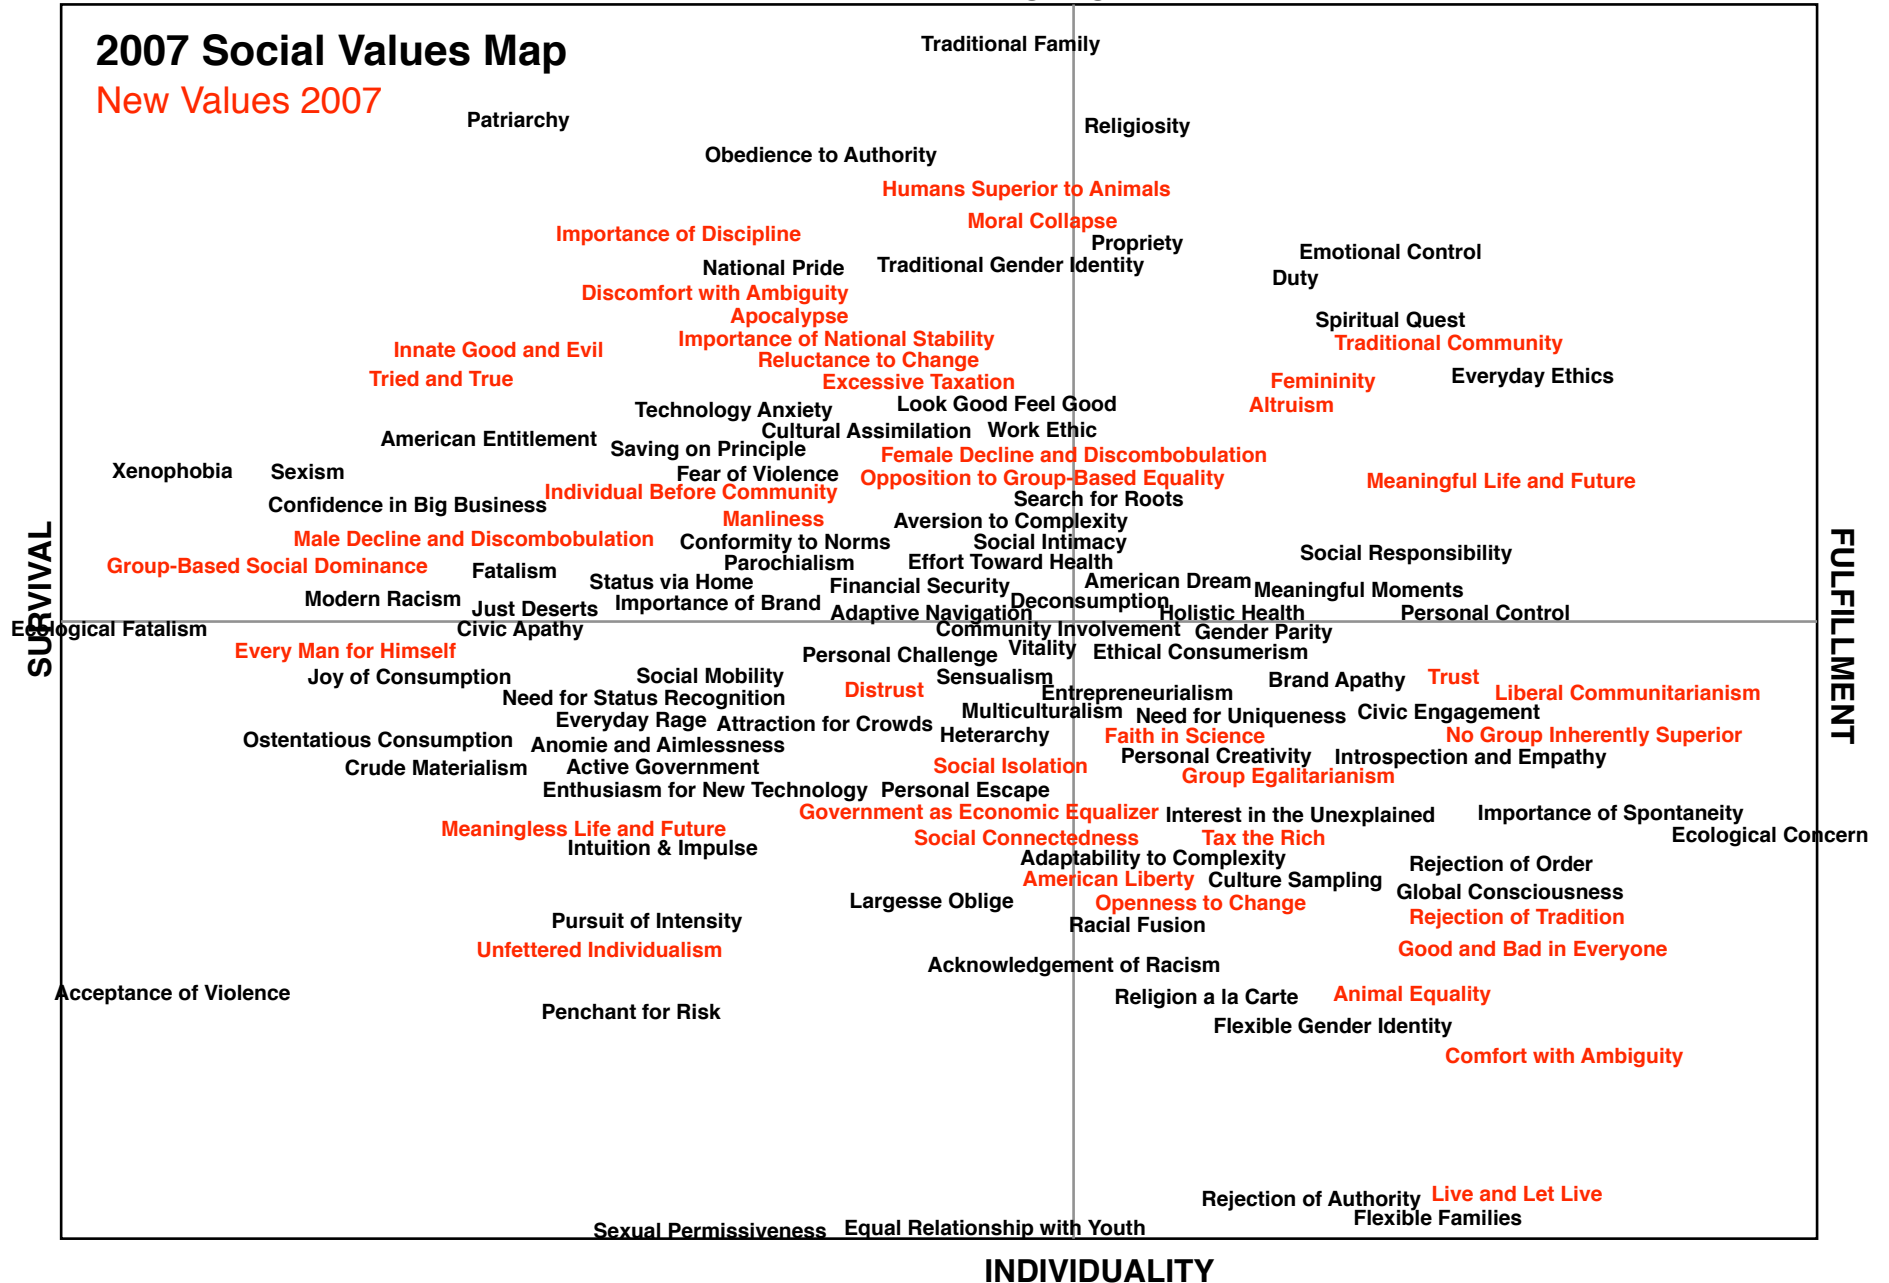 2007 Social Values Map
New Values 2007
Traditional Family
Patriarchy
Religiosity
Obedience to Authority
Humans Superior to Animals
Moral Collapse
Importance of Discipline
Propriety
Emotional Control
National Pride
Traditional Gender Identity
Duty
Discomfort with Ambiguity
Apocalypse
Spiritual Quest
Importance of National Stability
Traditional Community
Innate Good and Evil
Reluctance to Change
Tried and True
Excessive Taxation
Femininity
Everyday Ethics
Technology Anxiety
Look Good Feel Good
Altruism
American Entitlement
Cultural Assimilation
Work Ethic
Saving on Principle
Female Decline and Discombobulation
Xenophobia
Sexism
Fear of Violence
Opposition to Group-Based Equality
Meaningful Life and Future
Individual Before Community
Search for Roots
Confidence in Big Business
Manliness
Aversion to Complexity
Male Decline and Discombobulation
Conformity to Norms
Social Intimacy
Social Responsibility
Group-Based Social Dominance
Fatalism
Parochialism
Effort Toward Health
Status via Home
Financial Security
American Dream
Meaningful Moments
Modern Racism
Just Deserts
Importance of Brand
Deconsumption
Adaptive Navigation
Holistic Health
Personal Control
SURVIVAL
FULFILLMENT
Ecological Fatalism
Civic Apathy
Community Involvement
Gender Parity
Every Man for Himself
Personal Challenge
Vitality
Ethical Consumerism
Joy of Consumption
Social Mobility
Sensualism
Brand Apathy
Trust
Need for Status Recognition
Distrust
Entrepreneurialism
Liberal Communitarianism
Everyday Rage
Attraction for Crowds
Multiculturalism
Need for Uniqueness
Civic Engagement
Ostentatious Consumption
Anomie and Aimlessness
Heterarchy
Faith in Science
No Group Inherently Superior
Crude Materialism
Active Government
Social Isolation
Personal Creativity
Introspection and Empathy
Group Egalitarianism
Enthusiasm for New Technology
Personal Escape
Government as Economic Equalizer
Interest in the Unexplained
Importance of Spontaneity
Meaningless Life and Future
Social Connectedness
Tax the Rich
Ecological Concern
Intuition & Impulse
Adaptability to Complexity
Rejection of Order
American Liberty
Culture Sampling
Global Consciousness
Largesse Oblige
Openness to Change
Pursuit of Intensity
Racial Fusion
Rejection of Tradition
Unfettered Individualism
Good and Bad in Everyone
Acknowledgement of Racism
Acceptance of Violence
Religion a la Carte
Animal Equality
Penchant for Risk
Flexible Gender Identity
Comfort with Ambiguity
Rejection of Authority
Live and Let Live
Flexible Families
Sexual Permissiveness
Equal Relationship with Youth
INDIVIDUALITY